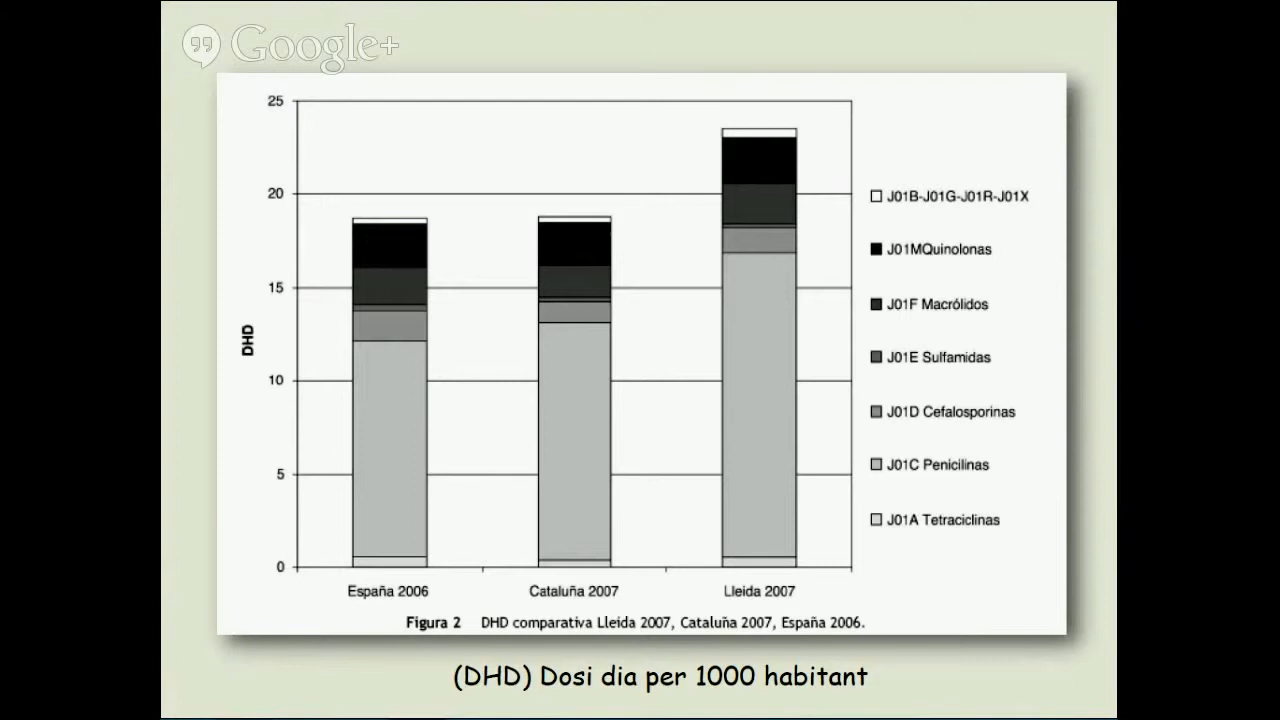 Google+
25
20
15
10
5
0
DHD
España 2006
Cataluña 2007
Lleida 2007
J01B-J01G-J01R-J01X
J01MQuinolonas
J01F Macrólidos
J01E Sulfamidas
J01D Cefalosporinas
J01C Penicilinas
J01A Tetraciclinas
Figura 2 DHD comparativa Lleida 2007, Cataluña 2007, España 2006.
(DHD) Dosi dia per 1000 habitant